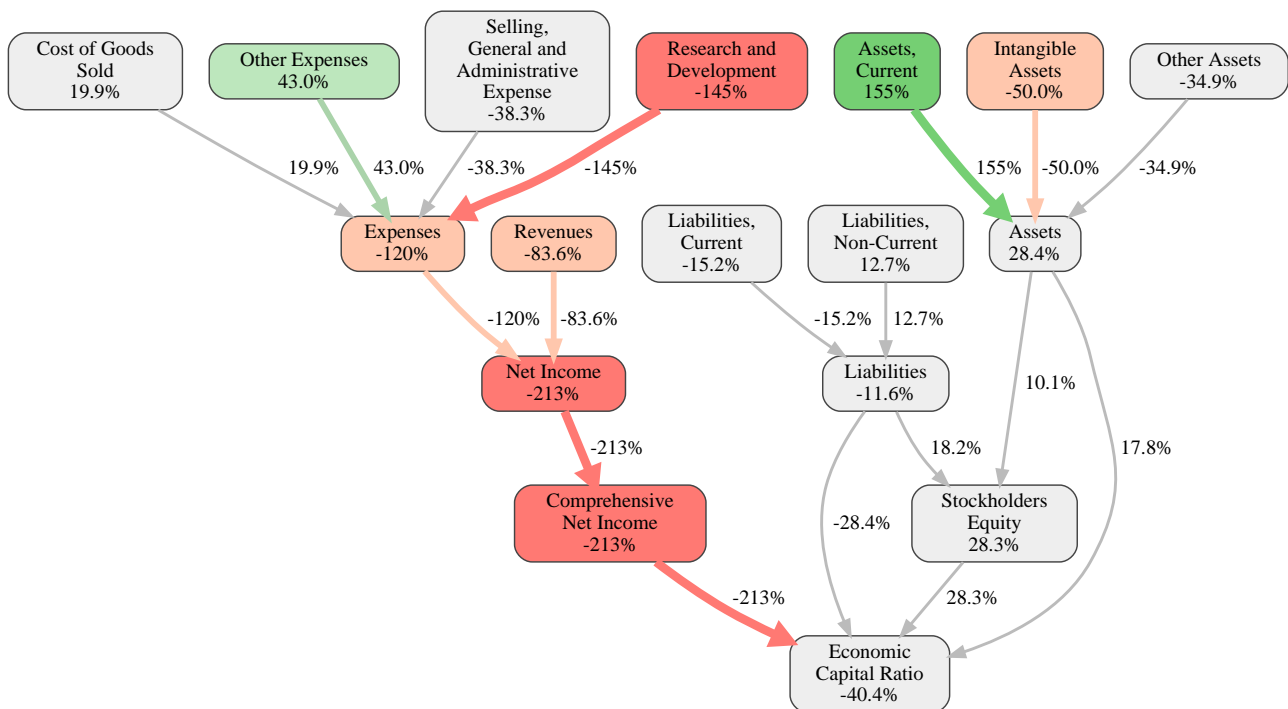 Cost of Goods
Sold
19.9%
Other Expenses
43.0%
Selling,
General and
Administrative
Expense
-38.3%
Research and
Development
-145%
Assets,
Current
155%
Intangible
Assets
-50.0%
Other Assets
-34.9%
19.9%
43.0%
-38.3%
-145%
155%
-50.0%
-34.9%
Expenses
-120%
Revenues
-83.6%
Liabilities,
Current
-15.2%
Liabilities,
Non-Current
12.7%
Assets
28.4%
-120%
-83.6%
-15.2%
12.7%
Net Income
-213%
Liabilities
-11.6%
10.1%
-213%
18.2%
17.8%
Comprehensive
Net Income
-213%
Stockholders
Equity
28.3%
-28.4%
-213%
28.3%
Economic
Capital Ratio
-40.4%